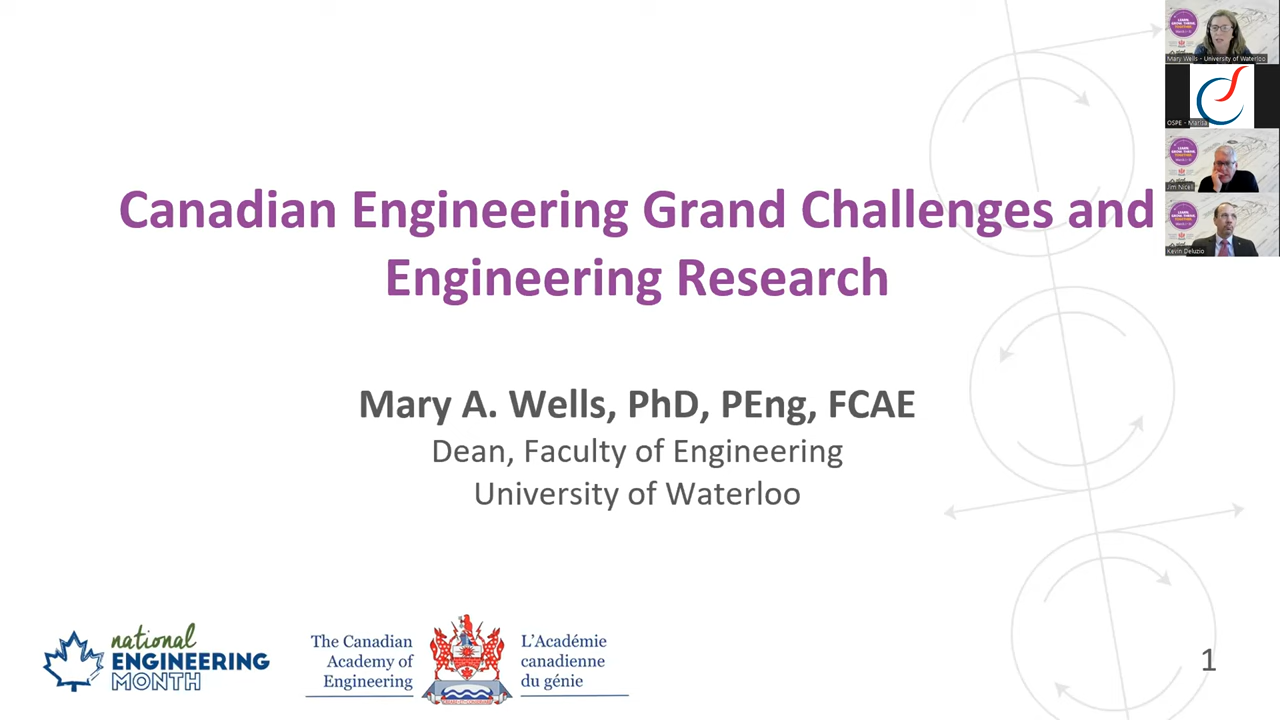 Canadian Engineering Grand Challenges and
Engineering Research
Mary A. Wells, PhD, PEng, FCAE
Dean, Faculty of Engineering
University of Waterloo
national
ENGINEERING
MONTH
The Canadian
Academy of
Engineering
L'Académie
canadienne
du génie
1
Mary Wells - University of Waterloo
OSPE - Marisa
Jim Nicell
Kevin Deluzio